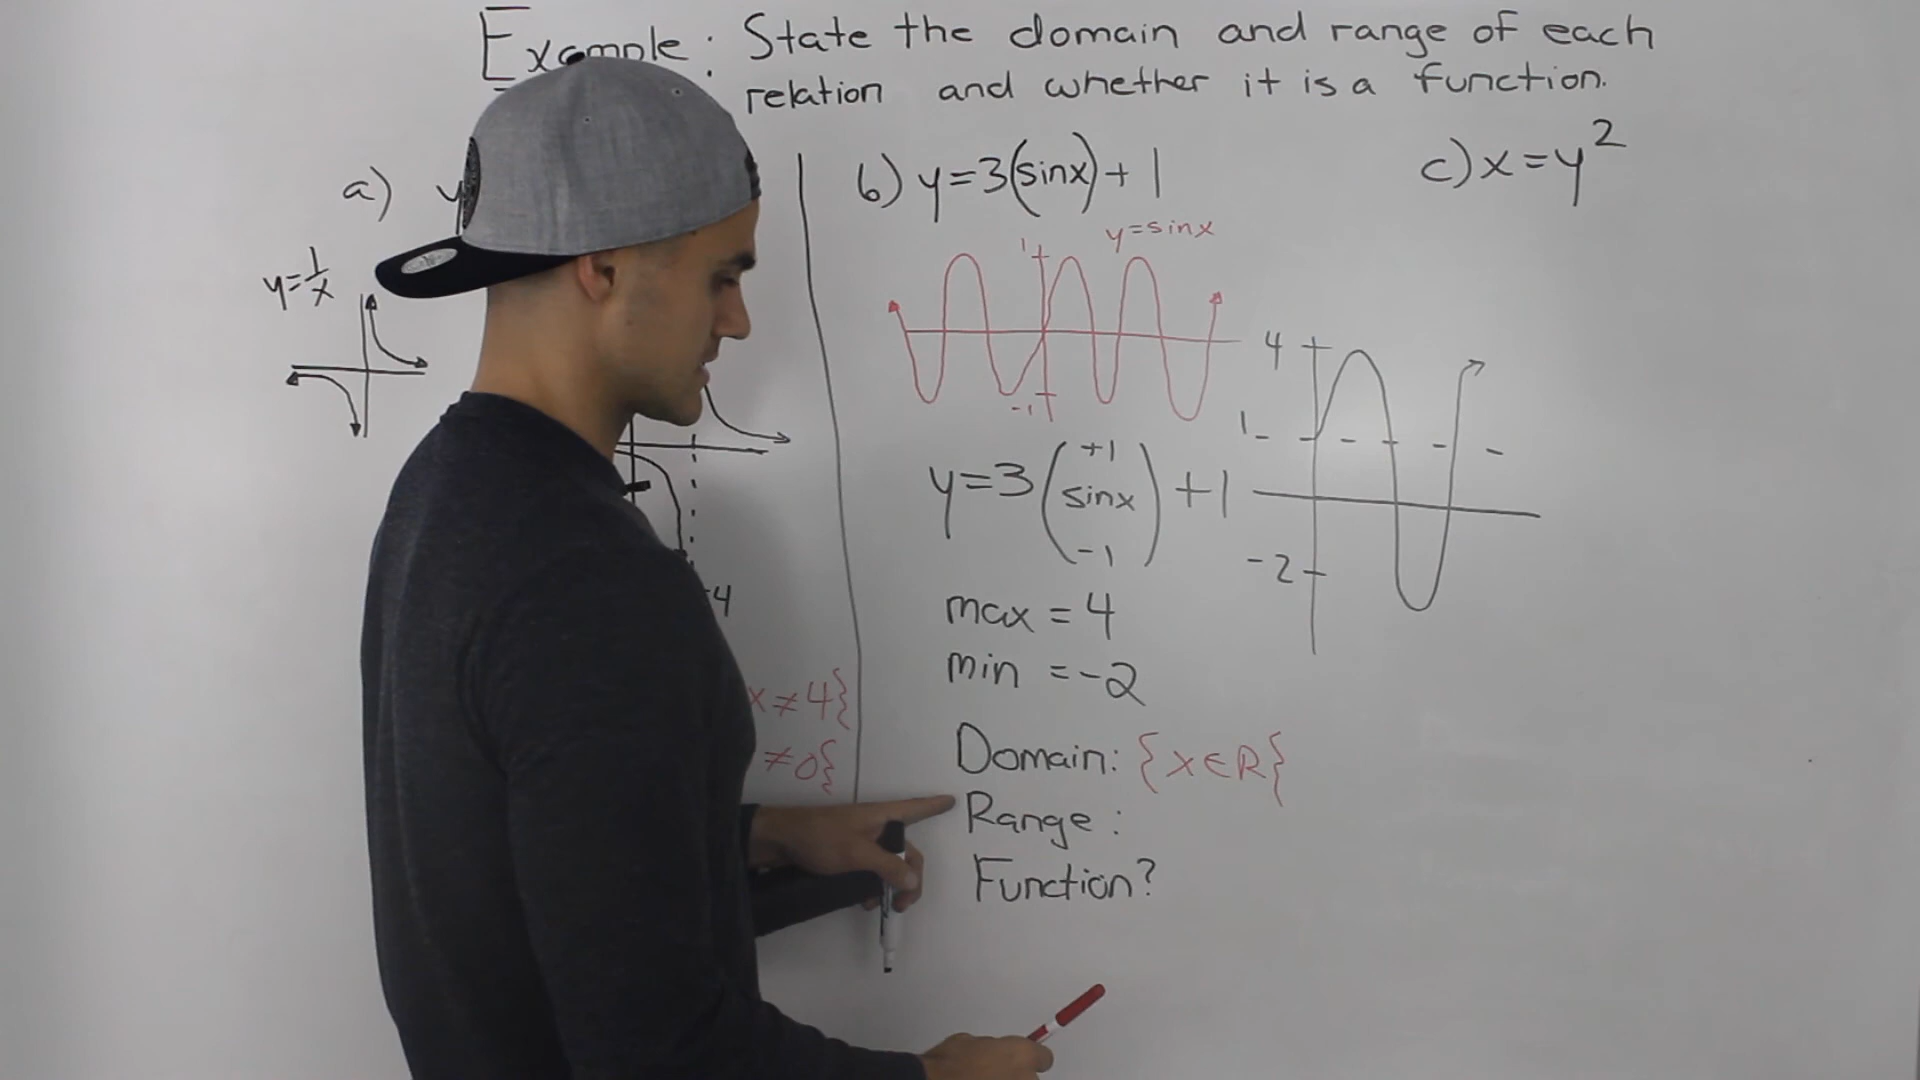 Example: State the domain and range of each
relation and whether it is a function.
a) y
y=1/x
-4
x≠4}
≠0}
b) y=3(sinx)+1
y=sinx
1
-1
y=3(+1 sinx -1)+1
4
1
-2
max = 4
min = -2
Domain: {x∈R}
Range:
Function?
c) x=y²